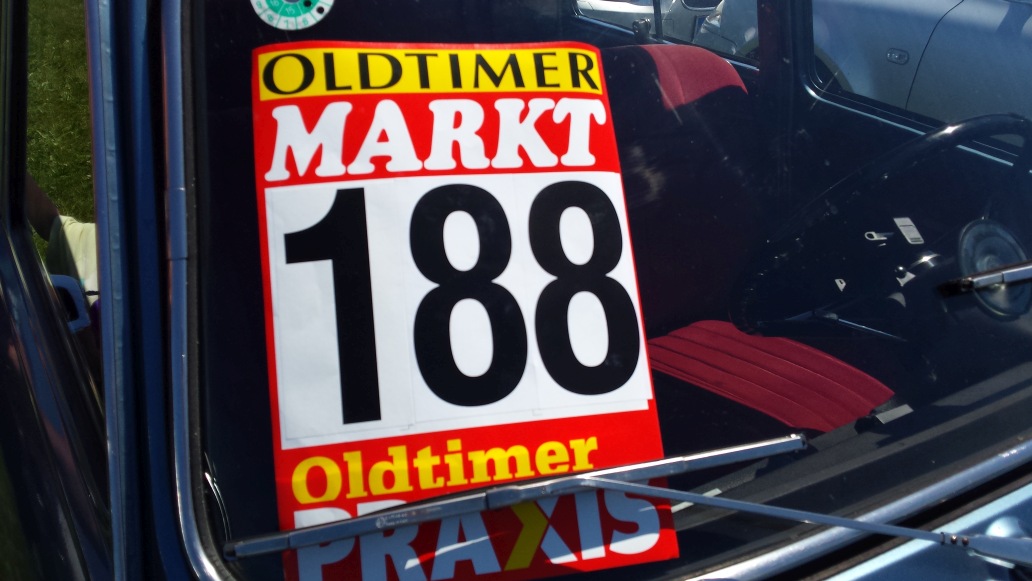 OLDTIMER
MARKT
188
Oldtimer
PRAXIS